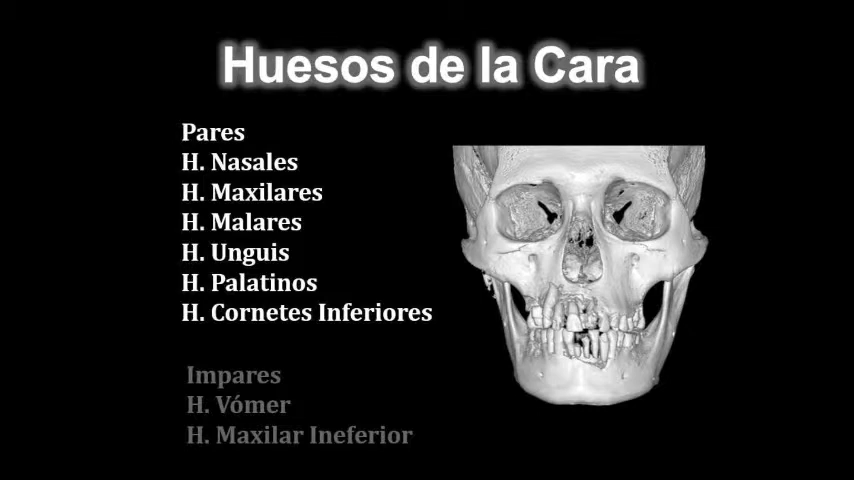 Huesos de la Cara
Pares
H. Nasales
H. Maxilares
H. Malares
H. Unguis
H. Palatinos
H. Cornetes Inferiores
Impares
H. Vómer
H. Maxilar Ineferior